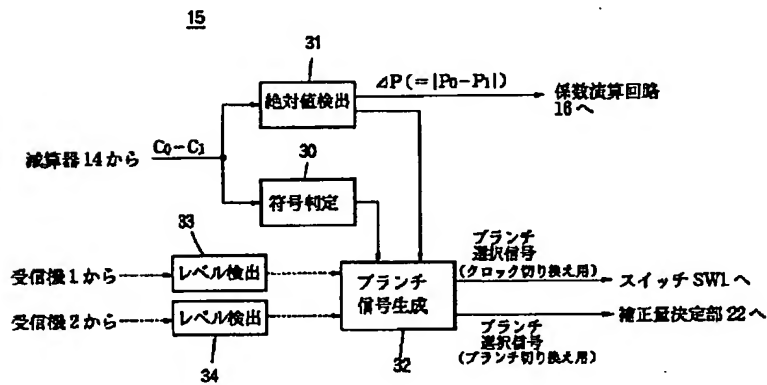 15
31
絶対値検出
⊿P(=|P0-P1|)
係数演算回路
16へ
減算器14から
C0-C1
30
符号判定
33
受信機1から
レベル検出
ブランチ
信号生成
ブランチ
選択信号
(クロック切り換え用)
スイッチSW1へ
受信機2から
レベル検出
補正量決定部22へ
34
32
ブランチ
選択信号
(ブランチ切り換え用)